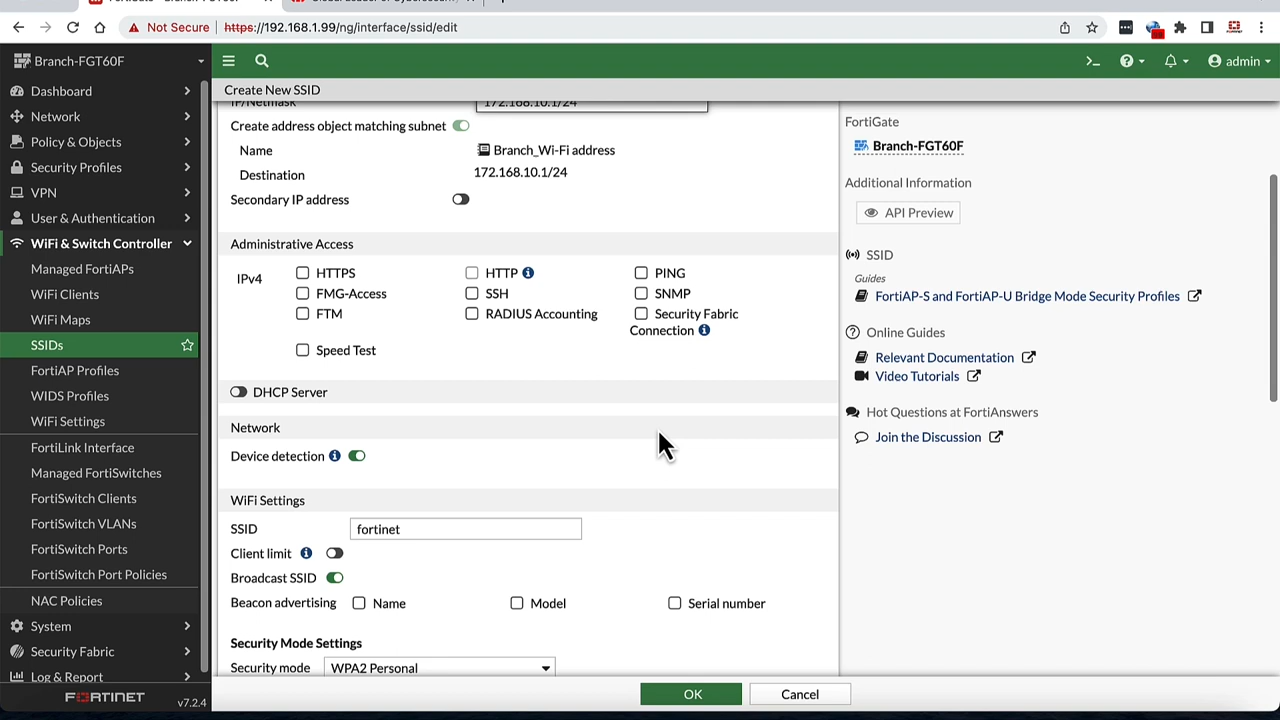 Not Secure https://192.168.1.99/ng/interface/ssid/edit
Branch-FGT60F
admin
Dashboard
Network
Policy & Objects
Security Profiles
VPN
User & Authentication
WiFi & Switch Controller
Managed FortiAPs
WiFi Clients
WiFi Maps
SSIDs
FortiAP Profiles
WIDS Profiles
WiFi Settings
FortiLink Interface
Managed FortiSwitches
FortiSwitch Clients
FortiSwitch VLANs
FortiSwitch Ports
FortiSwitch Port Policies
NAC Policies
System
Security Fabric
Log & Report
FORTINET v7.2.4
Create New SSID
IP/Netmask 172.168.10.1/24
Create address object matching subnet
Name Branch_Wi-Fi address
Destination 172.168.10.1/24
Secondary IP address
Administrative Access
IPv4 HTTPS HTTP PING
FMG-Access SSH SNMP
FTM RADIUS Accounting Security Fabric
Connection
Speed Test
DHCP Server
Network
Device detection
WiFi Settings
SSID fortinet
Client limit
Broadcast SSID
Beacon advertising Name Model Serial number
Security Mode Settings
Security mode WPA2 Personal
OK Cancel
FortiGate
Branch-FGT60F
Additional Information
API Preview
SSID
Guides
FortiAP-S and FortiAP-U Bridge Mode Security Profiles
Online Guides
Relevant Documentation
Video Tutorials
Hot Questions at FortiAnswers
Join the Discussion